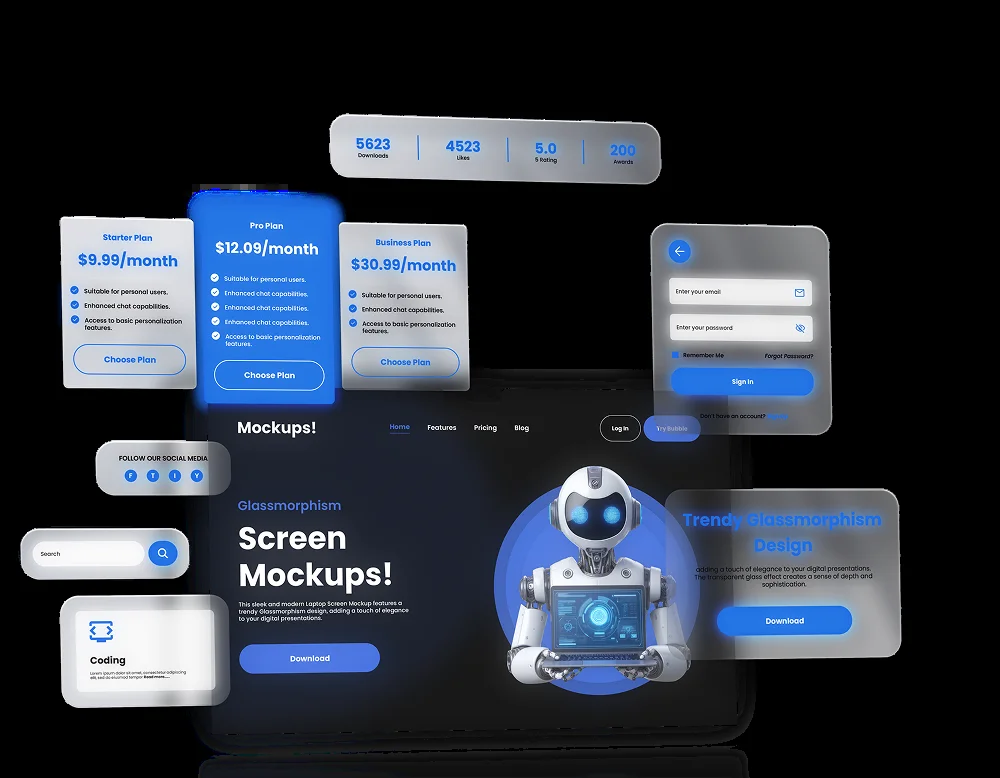 5623
Downloads
4523
Likes
5.0
5 Rating
200
Awards
Starter Plan
$9.99/month
Suitable for personal users.
Enhanced chat capabilities.
Access to basic personalization
features.
Choose Plan
Pro Plan
$12.09/month
Suitable for personal users.
Enhanced chat capabilities.
Enhanced chat capabilities.
Enhanced chat capabilities.
Access to basic personalization
features.
Choose Plan
Business Plan
$30.99/month
Suitable for personal users.
Enhanced chat capabilities.
Access to basic personalization
features.
Choose Plan
Enter your email
Enter your password
Remember Me
Forgot Password?
Sign In
Don't have an account?
Mockups!
Home
Features
Pricing
Blog
Log In
Try Bubble
FOLLOW OUR SOCIAL MEDIA
F T I Y
Search
Coding
Lorem ipsum dolor sit amet, consectetur adipiscing
elit, sed do eiusmod tempor Read more.....
Glassmorphism
Screen
Mockups!
This sleek and modern Laptop Screen Mockup features a
trendy Glassmorphism design, adding a touch of elegance
to your digital presentations.
Download
Trendy Glassmorphism
Design
adding a touch of elegance to your digital presentations.
The transparent glass effect creates a sense of depth and
sophistication.
Download